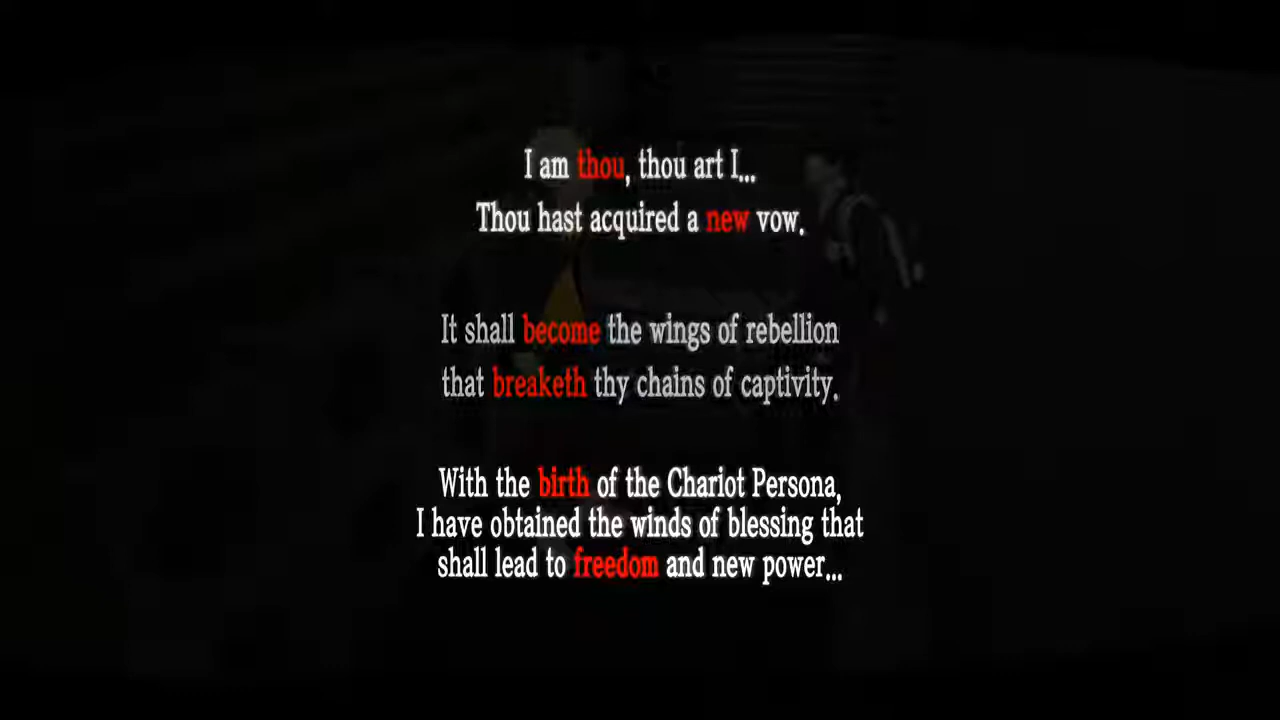 I am thou, thou art I...
Thou hast acquired a new vow.
It shall become the wings of rebellion
that breaketh thy chains of captivity.
With the birth of the Chariot Persona,
I have obtained the winds of blessing that
shall lead to freedom and new power...